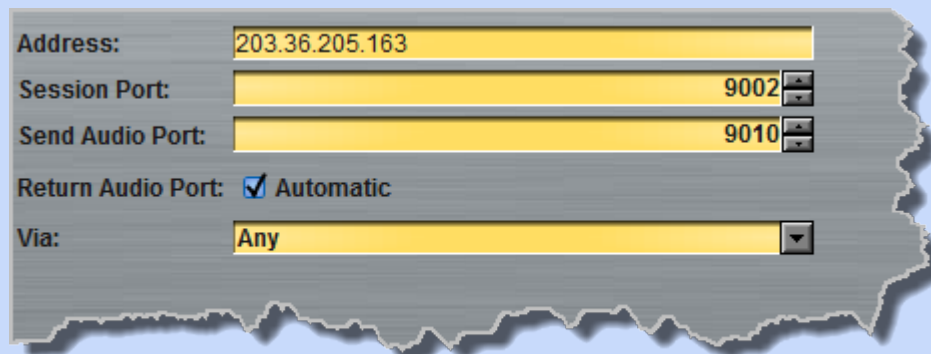 Address: 203.36.205.163
Session Port: 9002
Send Audio Port: 9010
Return Audio Port: Automatic
Via: Any